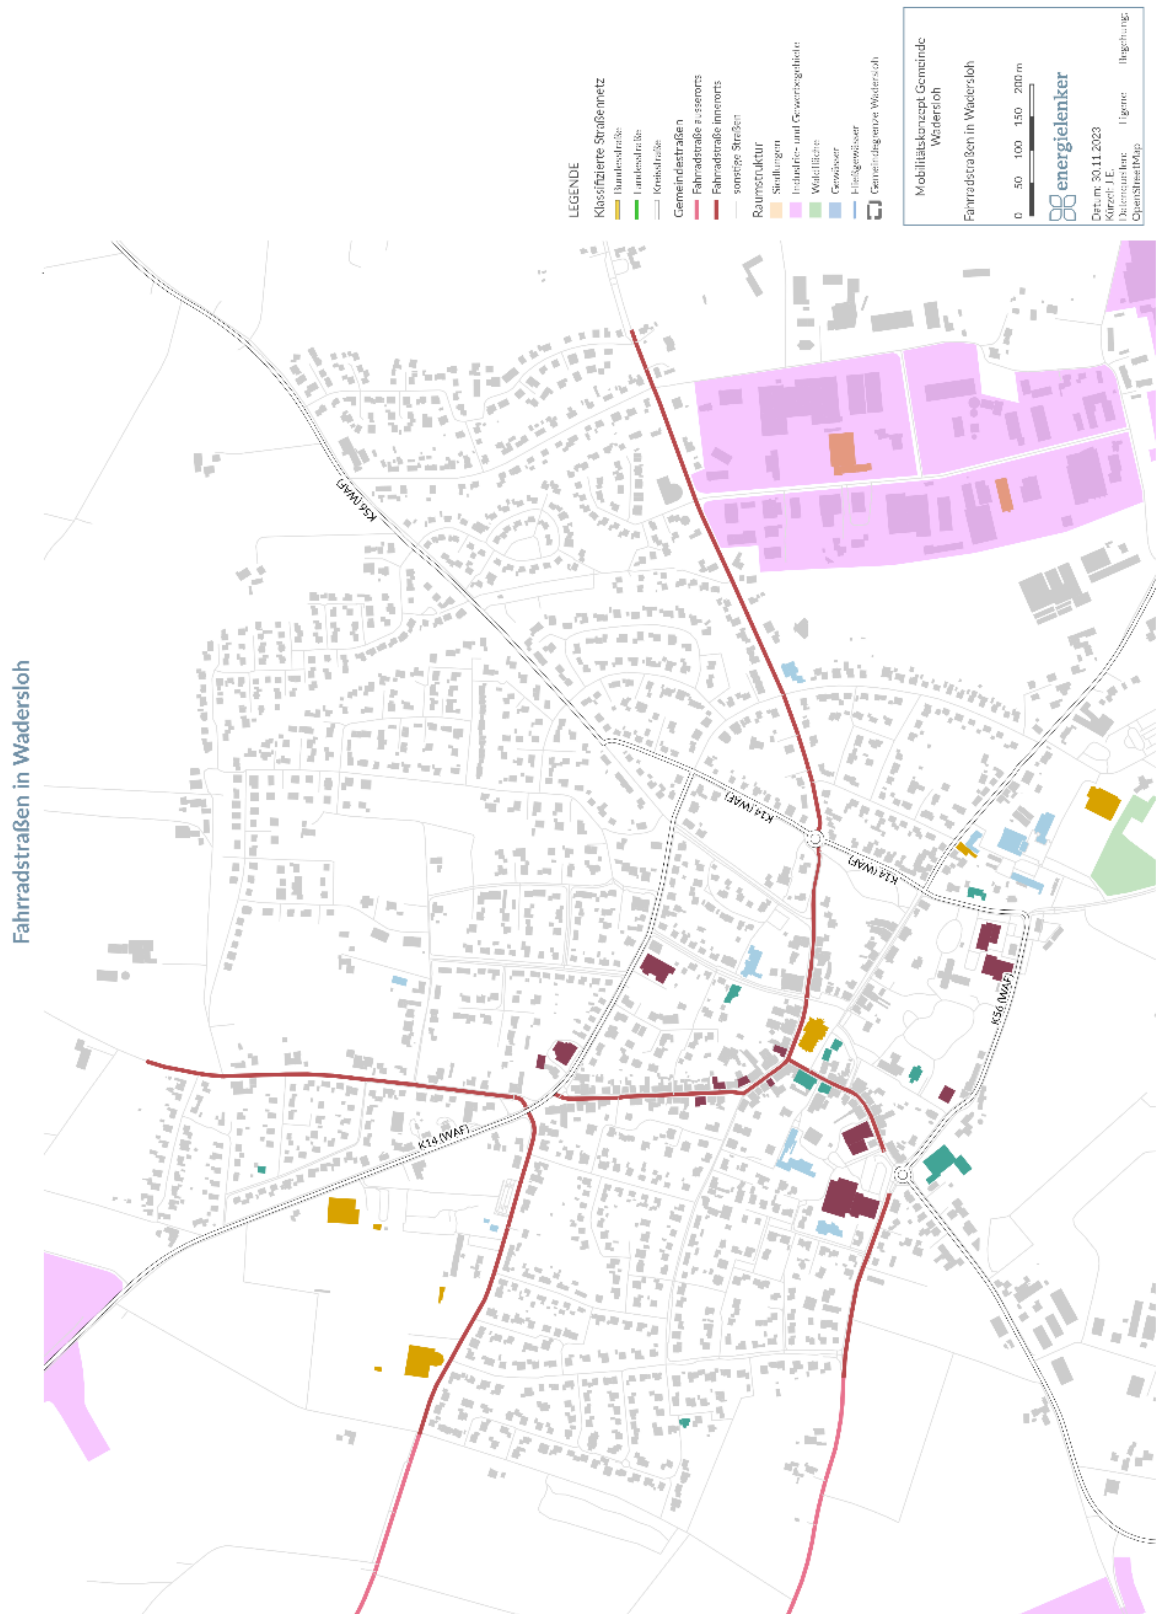 Fahrradstraßen in Wadersloh
K56 (WAF)
K14 (WAF)
K14 (WAF)
K14 (WAF)
K56 (WAF)
LEGENDE
Klassifizierte Straßennetz
Bundesstraße
Landesstraße
Kreisstraße
Gemeindestraßen
Fahrradstraße ausserorts
Fahrradstraße innerorts
sonstige Straßen
Raumstruktur
Siedlungen
Industrie- und Gewerbegebiete
Waldfläche
Gewässer
Fließgewässer
Gemeindegrenze Wadersloh
Mobilitätskonzept Gemeinde
Wadersloh
Fahrradstraßen in Wadersloh
0 50 100 150 200 m
energielenker
Datum: 30.11.2023
Kürzel: J.E.
Datenquellen: Eigene Begehung;
OpenStreetMap